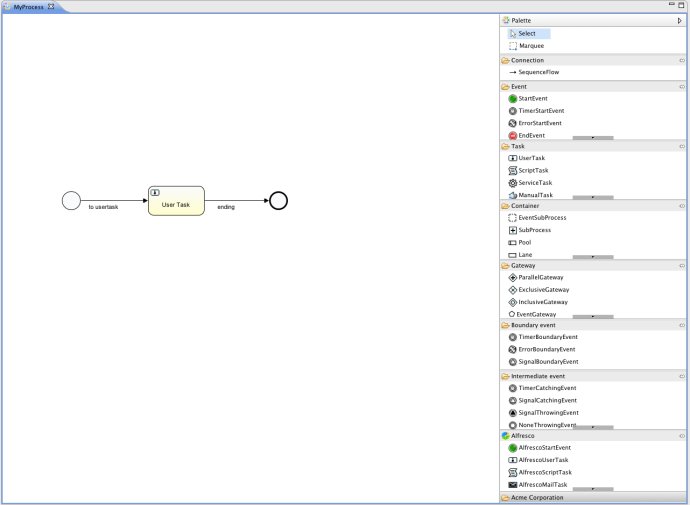 MyProcess
to usertask
User Task
ending
Palette
Select
Marquee
Connection
SequenceFlow
Event
StartEvent
TimerStartEvent
ErrorStartEvent
EndEvent
Task
UserTask
ScriptTask
ServiceTask
ManualTask
Container
EventSubProcess
SubProcess
Pool
Lane
Gateway
ParallelGateway
ExclusiveGateway
InclusiveGateway
EventGateway
Boundary event
TimerBoundaryEvent
ErrorBoundaryEvent
SignalBoundaryEvent
Intermediate event
TimerCatchingEvent
SignalCatchingEvent
SignalThrowingEvent
NoneThrowingEvent
Alfresco
AlfrescoStartEvent
AlfrescoUserTask
AlfrescoScriptTask
AlfrescoMailTask
Acme Corporation